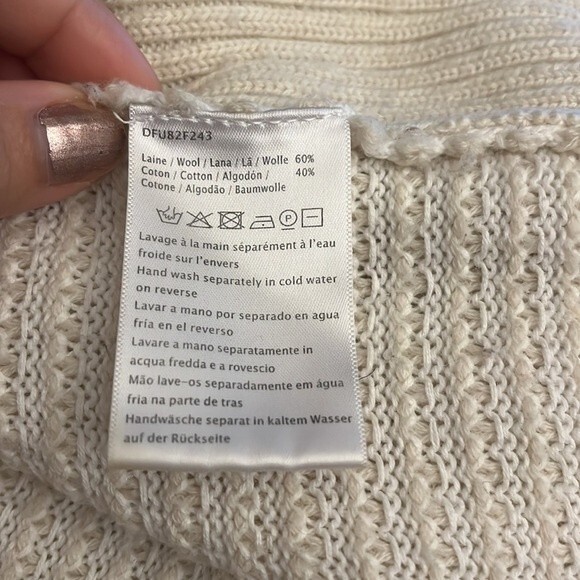 DFU82F243
Laine / Wool / Lana / Lã / Wolle 60%
Coton / Cotton / Algodón / 40%
Cotone / Algodão / Baumwolle
P
Lavage à la main séparément à l'eau
froide sur l'envers
Hand wash separately in cold water
on reverse
Lavar a mano por separado en agua
fría en el reverso
Lavare a mano separatamente in
acqua fredda e a rovescio
Mão lave-os separadamente em água
fria na parte de tras
Handwäsche separat in kaltem Wasser
auf der Rückseite